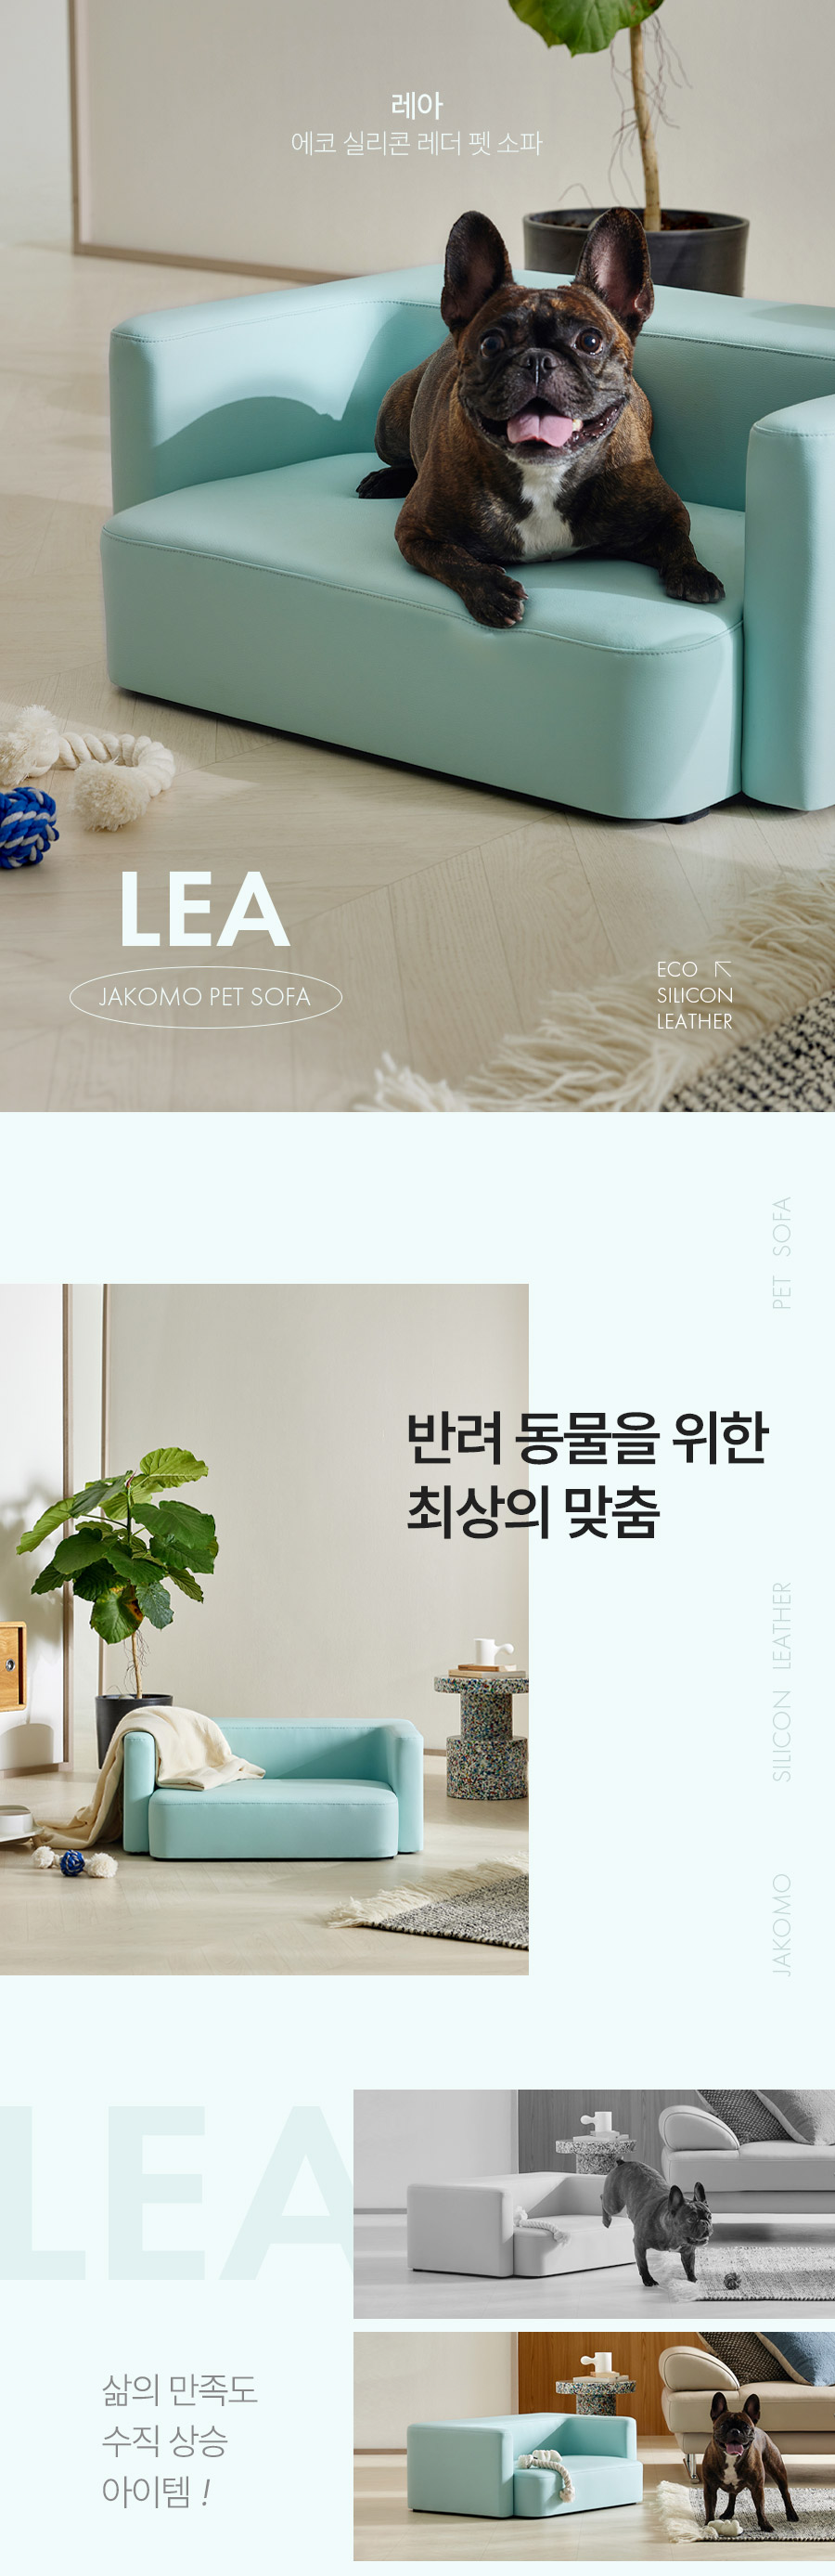 레아
에코 실리콘 레더 펫 소파
LEA
JAKOMO PET SOFA
ECO
SILICON
LEATHER
PET SOFA
반려 동물을 위한
최상의 맞춤
SILICON LEATHER
JAKOMO
LEA
삶의 만족도
수직 상승
아이템 !